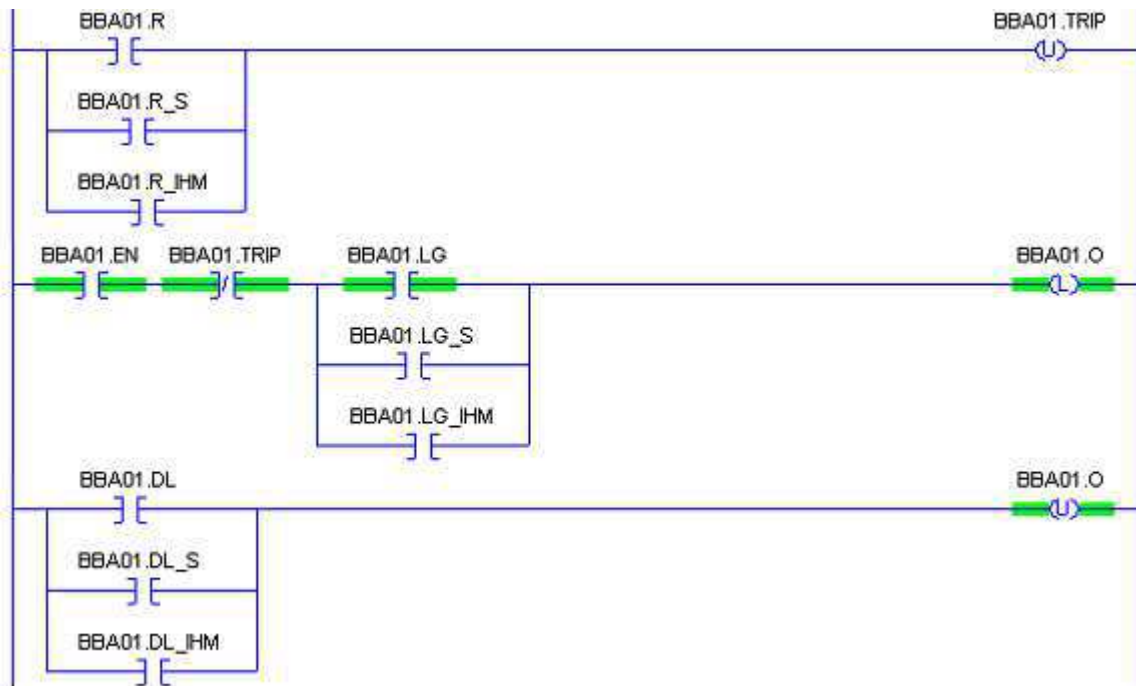 BBA01.R BBA01.TRIP
U
BBA01.R_S
BBA01.R_IHM
BBA01.EN BBA01.TRIP BBA01.LG BBA01.O
L
BBA01.LG_S
BBA01.LG_IHM
BBA01.DL BBA01.O
U
BBA01.DL_S
BBA01.DL_IHM